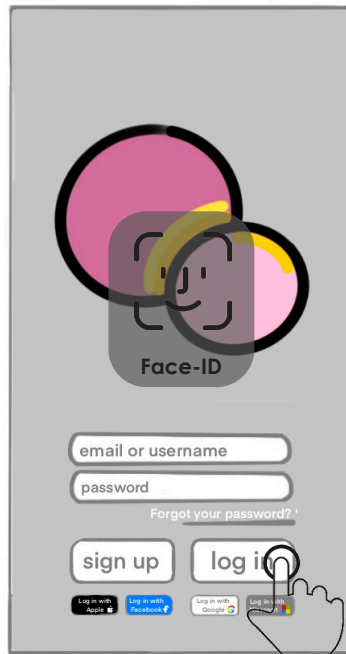 Face-ID
email or username
password
Forgot your password?
sign up
log in
Log in with
Apple
Log in with
Facebook
Log in with
Google
Log in with